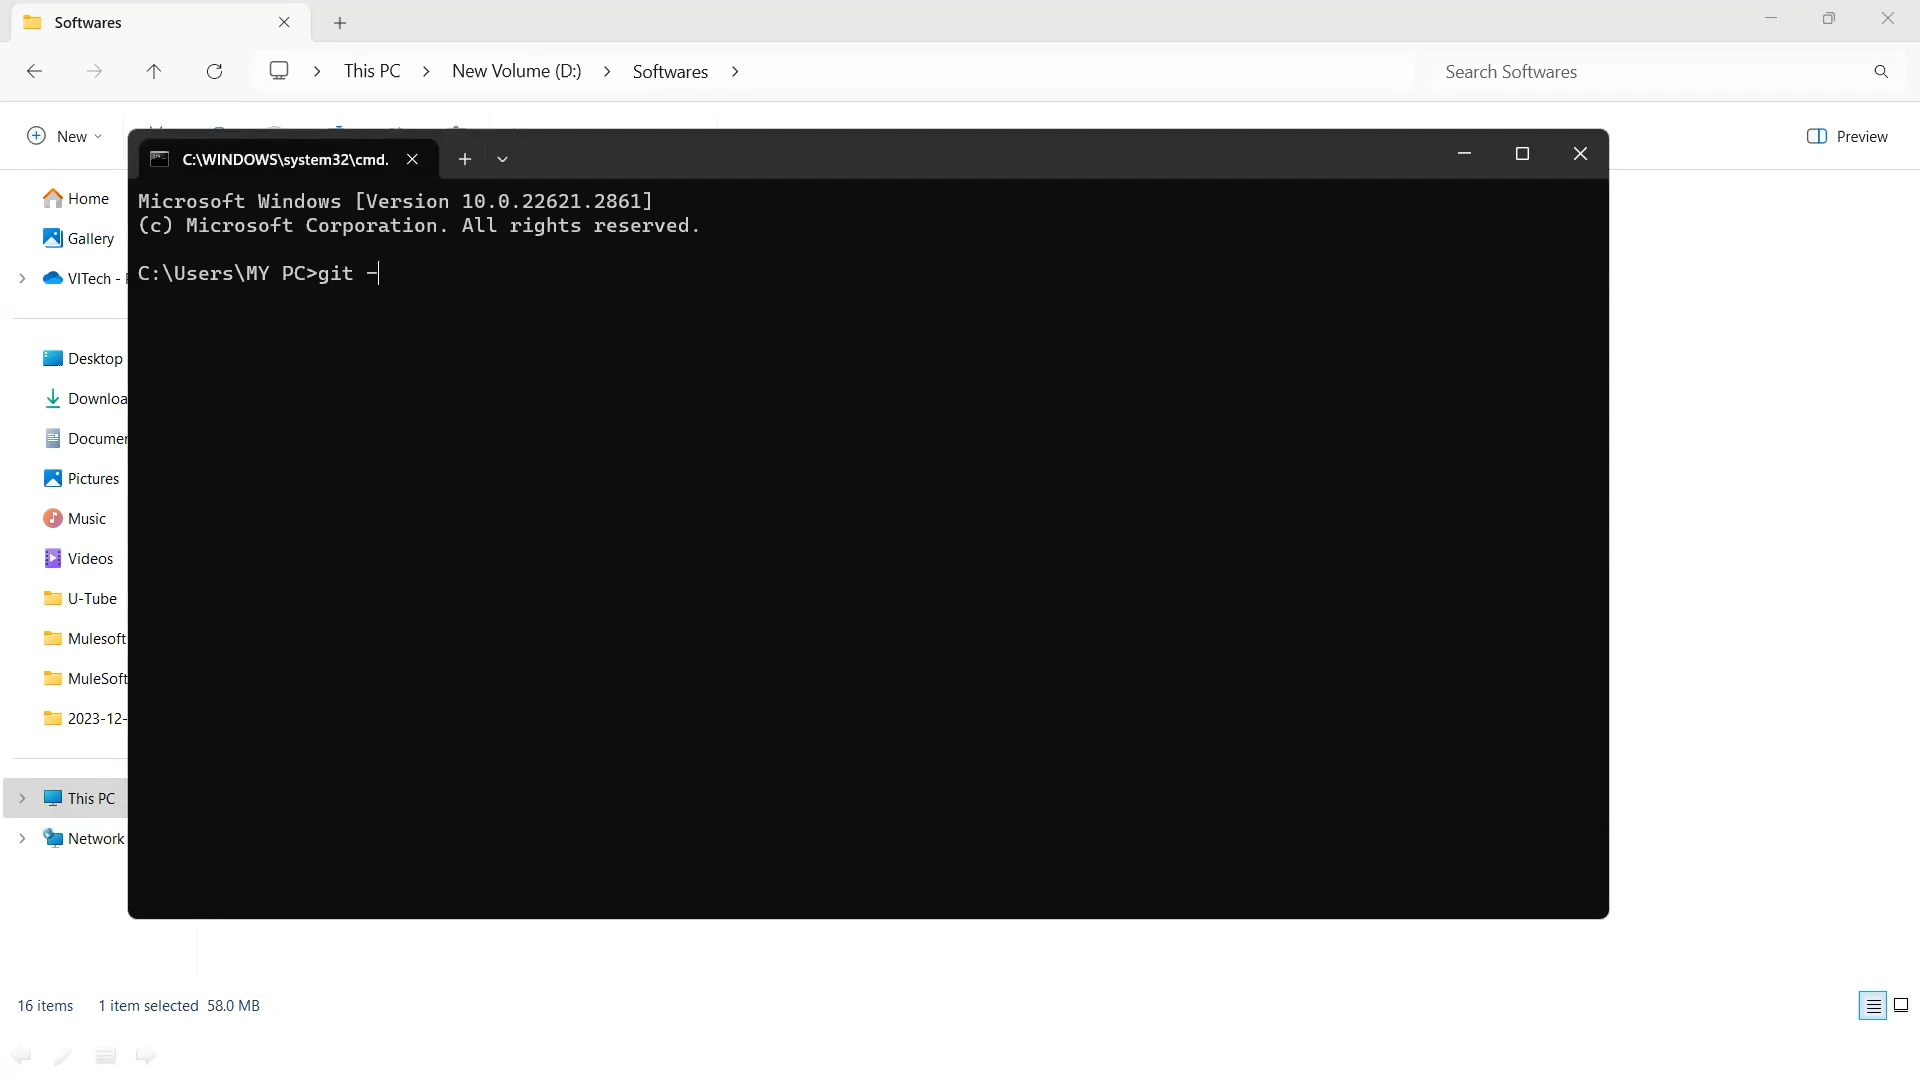 Softwares
This PC > New Volume (D:) > Softwares >
Search Softwares
New
Preview
C:\WINDOWS\system32\cmd.
Microsoft Windows [Version 10.0.22621.2861]
(c) Microsoft Corporation. All rights reserved.
C:\Users\MY PC>git -
Home
Gallery
VITech -
Desktop
Downloa
Documen
Pictures
Music
Videos
U-Tube
Mulesoft
MuleSoft
2023-12-
This PC
Network
16 items 1 item selected 58.0 MB